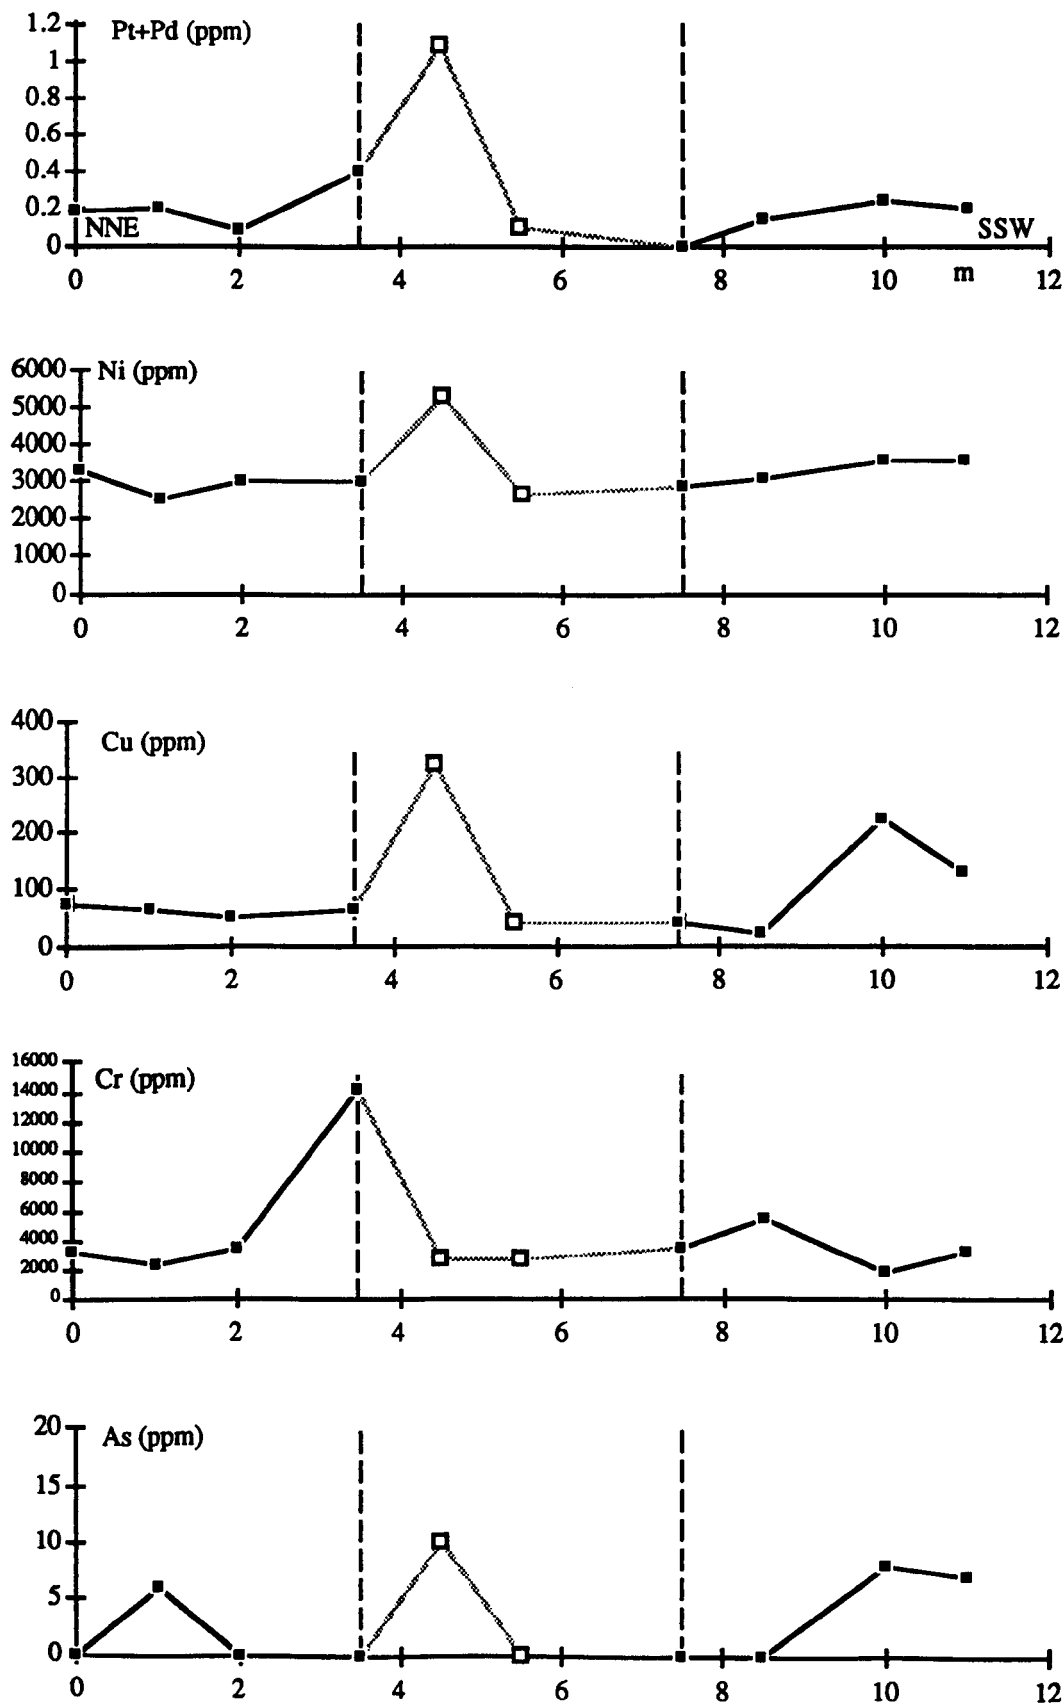 1.2
Pt+Pd (ppm)
1
0.8
0.6
0.4
0.2
NNE
SSW
0
0 2 4 6 8 10 m 12
6000
Ni (ppm)
5000
4000
3000
2000
1000
0
0 2 4 6 8 10 12
400
Cu (ppm)
300
200
100
0
0 2 4 6 8 10 12
16000
Cr (ppm)
14000
12000
10000
8000
6000
4000
2000
0
0 2 4 6 8 10 12
20
As (ppm)
15
10
5
0
0 2 4 6 8 10 12